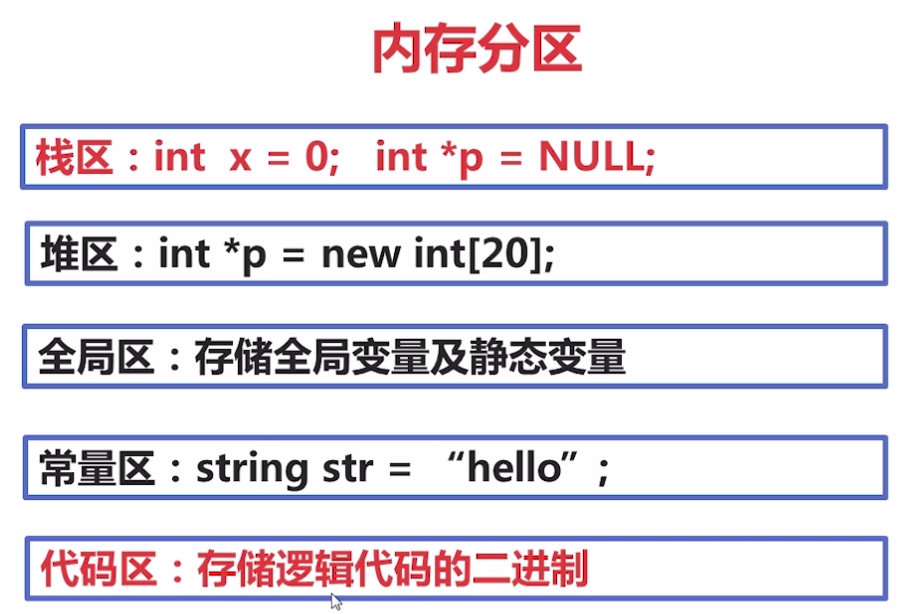 内存分区
栈区：int x = 0; int *p = NULL;
堆区：int *p = new int[20];
全局区：存储全局变量及静态变量
常量区：string str = “hello”;
代码区：存储逻辑代码的二进制